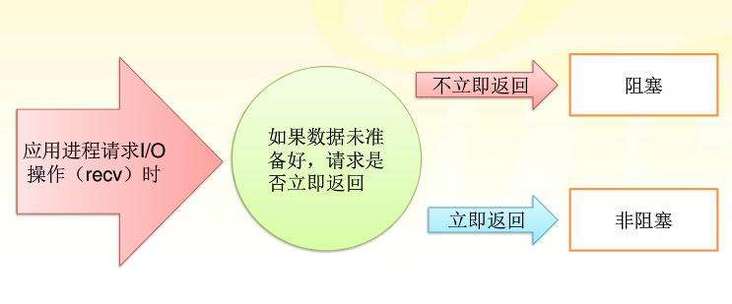 应用进程请求I/O
操作（recv）时
如果数据未准
备好，请求是
否立即返回
不立即返回
阻塞
立即返回
非阻塞